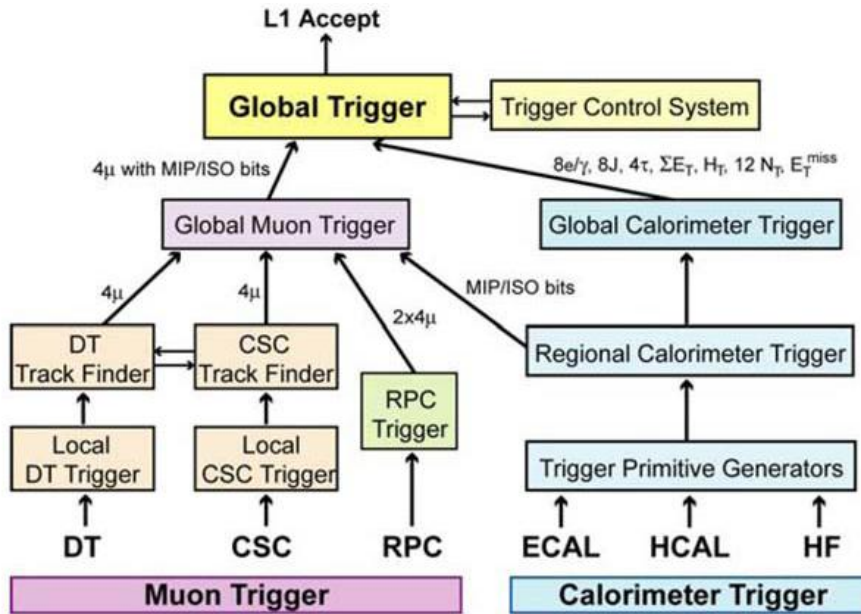 L1 Accept
Global Trigger
Trigger Control System
4μ with MIP/ISO bits
8e/γ, 8J, 4τ, ΣE_T, H_T, 12 N_T, E_T^miss
Global Muon Trigger
Global Calorimeter Trigger
4μ
4μ
2x4μ
MIP/ISO bits
DT
Track Finder
CSC
Track Finder
Regional Calorimeter Trigger
RPC
Trigger
Local
DT Trigger
Local
CSC Trigger
Trigger Primitive Generators
DT
CSC
RPC
ECAL
HCAL
HF
Muon Trigger
Calorimeter Trigger